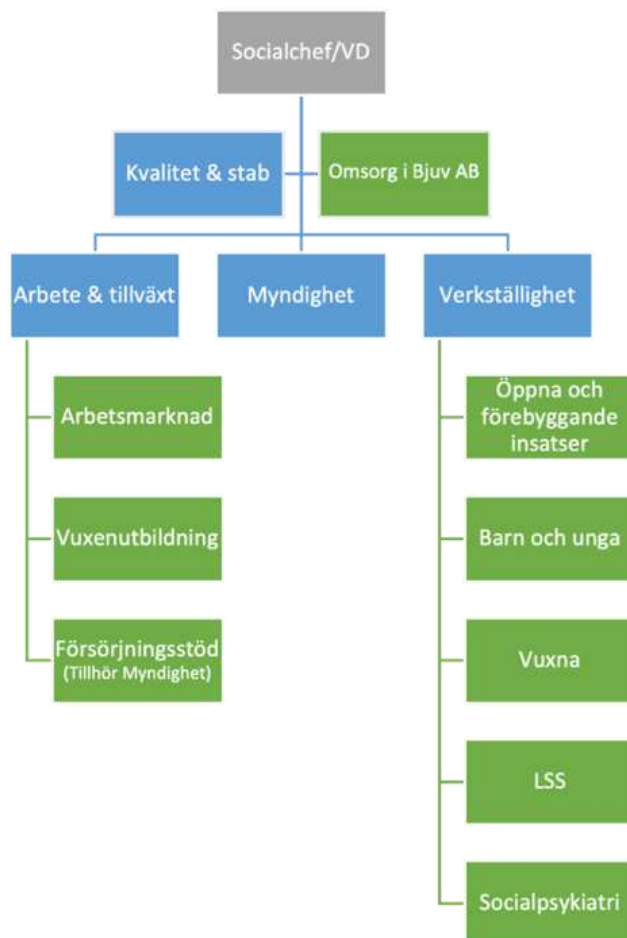 Socialchef/VD
Kvalitet & stab
Omsorg i Bjuv AB
Arbete & tillväxt
Myndighet
Verkställighet
Arbetsmarknad
Vuxenutbildning
Försörjningsstöd
(Tillhör Myndighet)
Öppna och
förebyggande
insatser
Barn och unga
Vuxna
LSS
Socialpsykiatri